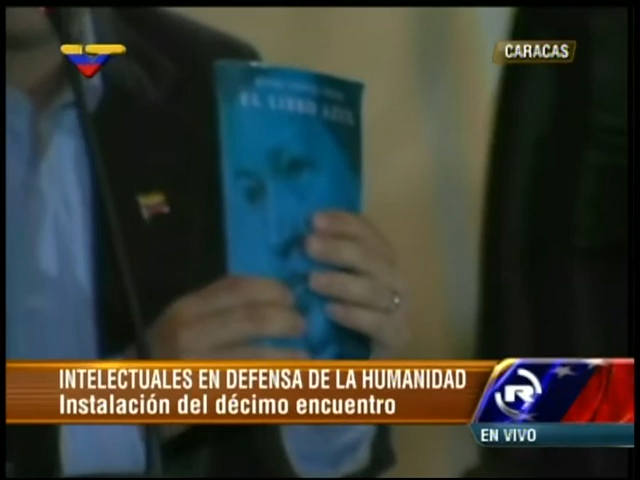 CARACAS
EL LIBRO AZUL
INTELECTUALES EN DEFENSA DE LA HUMANIDAD
Instalación del décimo encuentro
R
EN VIVO